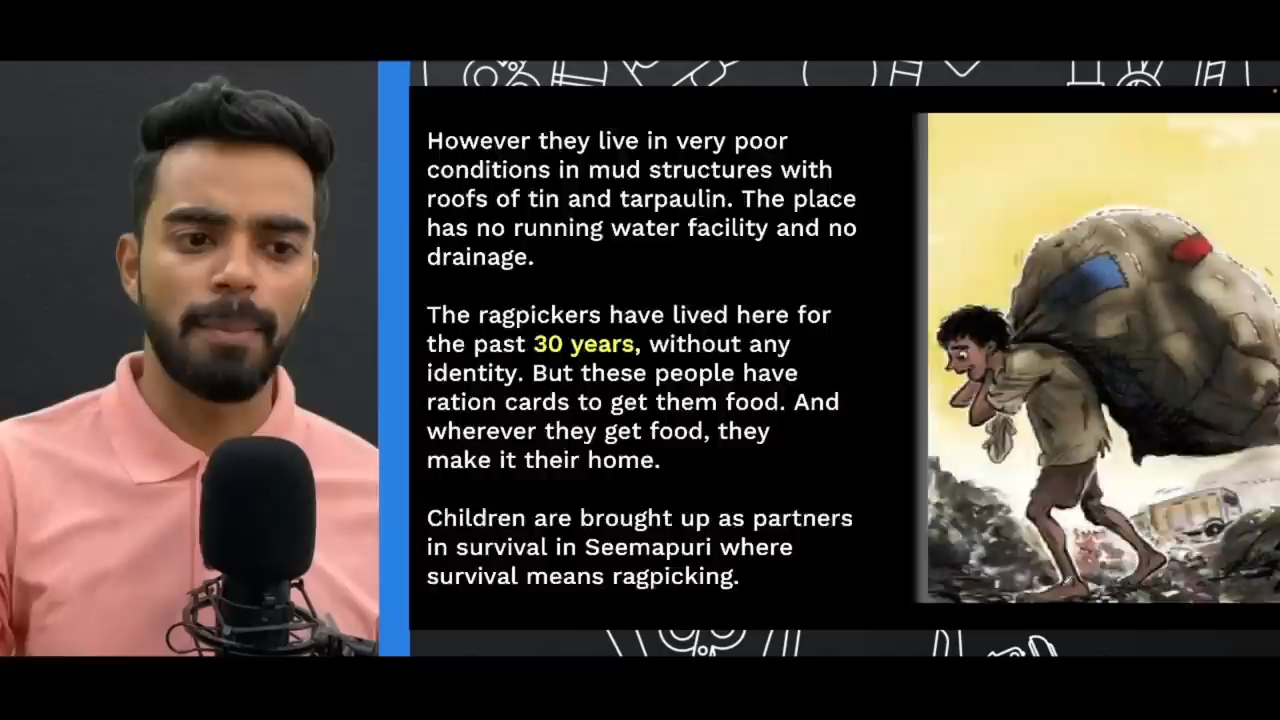 However they live in very poor
conditions in mud structures with
roofs of tin and tarpaulin. The place
has no running water facility and no
drainage.
The ragpickers have lived here for
the past 30 years, without any
identity. But these people have
ration cards to get them food. And
wherever they get food, they
make it their home.
Children are brought up as partners
in survival in Seemapuri where
survival means ragpicking.